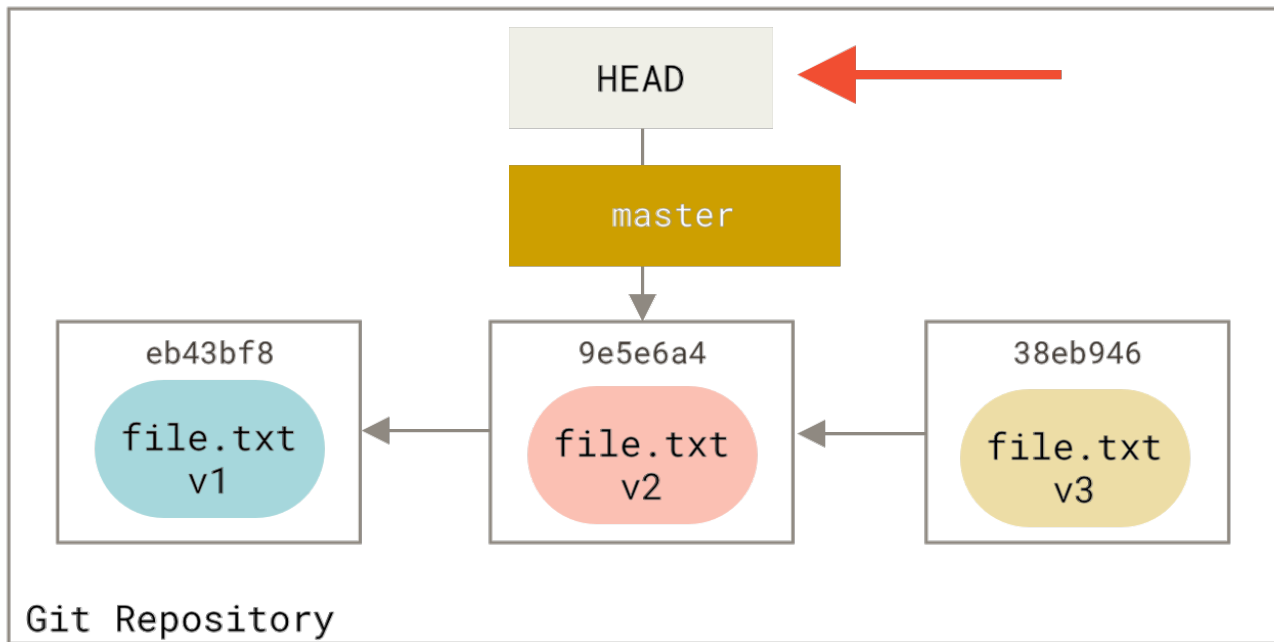 HEAD
master
eb43bf8
file.txt
v1
9e5e6a4
file.txt
v2
38eb946
file.txt
v3
Git Repository